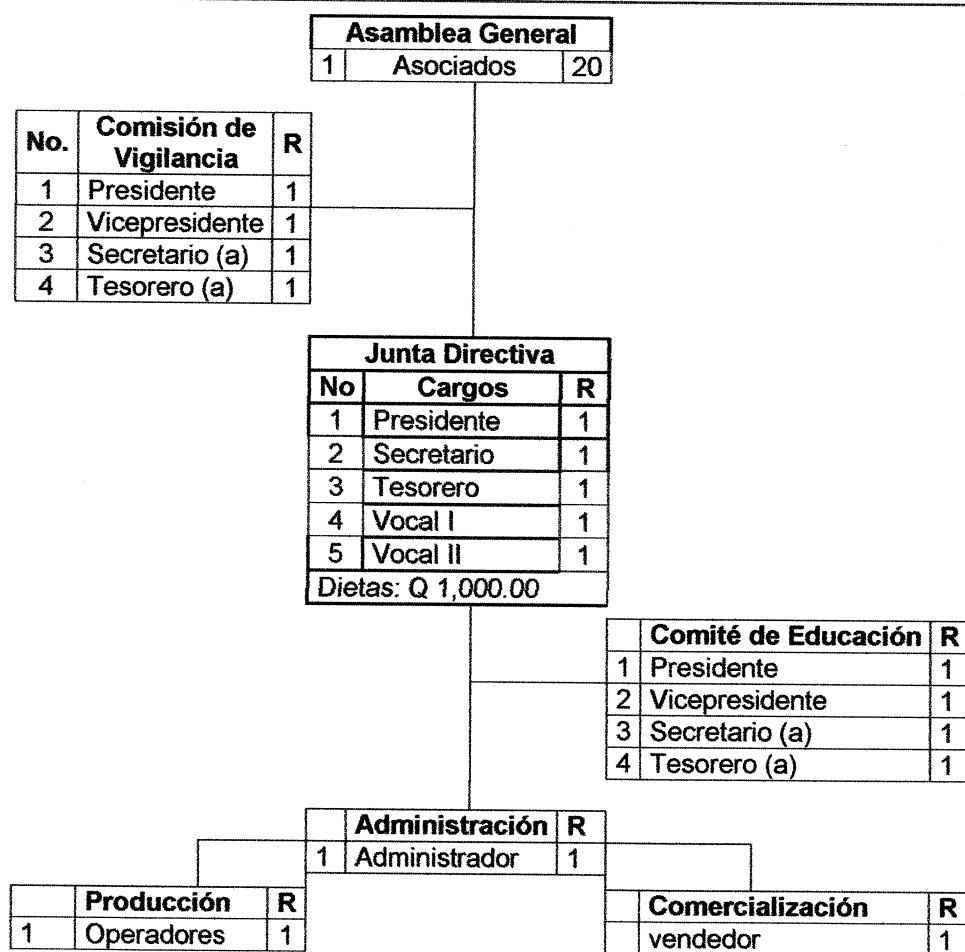 Asamblea General
1 Asociados 20
No. Comisión de Vigilancia R
1 Presidente 1
2 Vicepresidente 1
3 Secretario (a) 1
4 Tesorero (a) 1
Junta Directiva
No Cargos R
1 Presidente 1
2 Secretario 1
3 Tesorero 1
4 Vocal I 1
5 Vocal II 1
Dietas: Q 1,000.00
Comité de Educación R
1 Presidente 1
2 Vicepresidente 1
3 Secretario (a) 1
4 Tesorero (a) 1
Administración R
1 Administrador 1
Producción R
1 Operadores 1
Comercialización R
vendedor 1